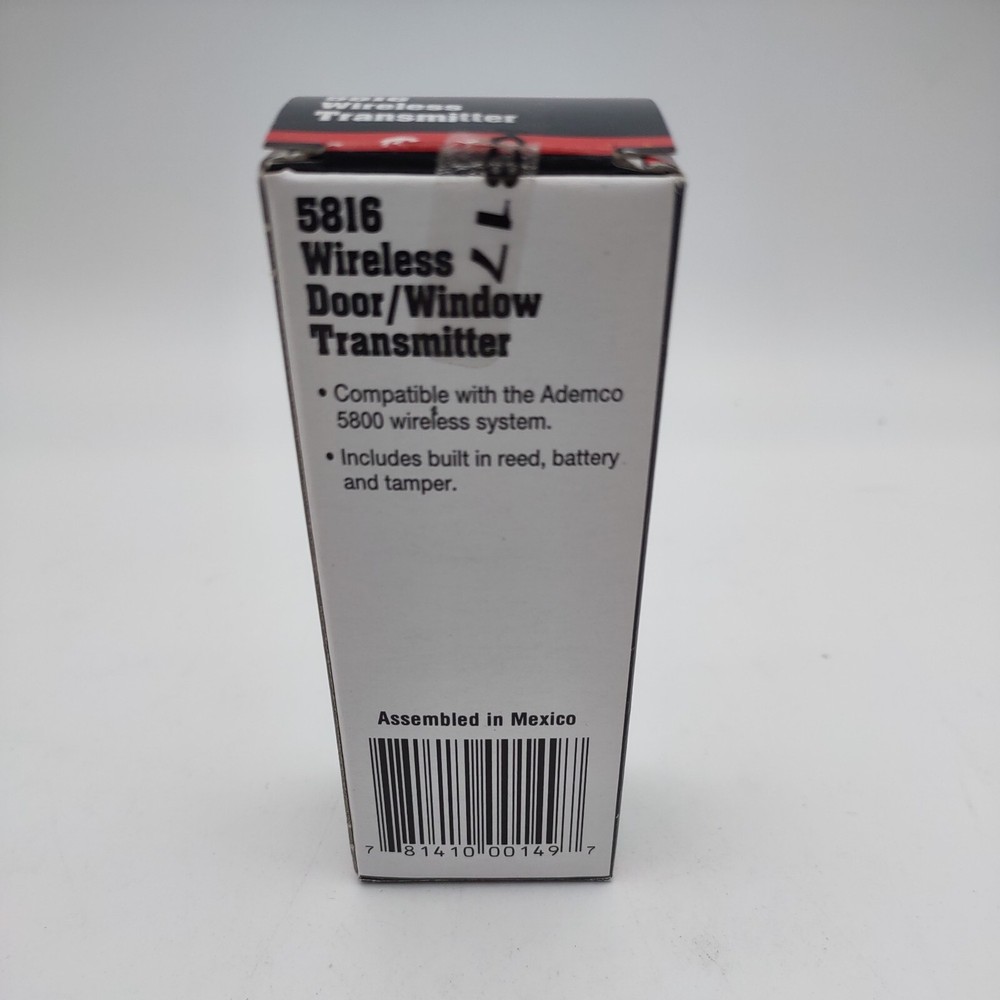 Wireless
Transmitter
5816
Wireless
Door/Window
Transmitter
• Compatible with the Ademco
5800 wireless system.
• Includes built in reed, battery
and tamper.
Assembled in Mexico
7 81410 00149 7